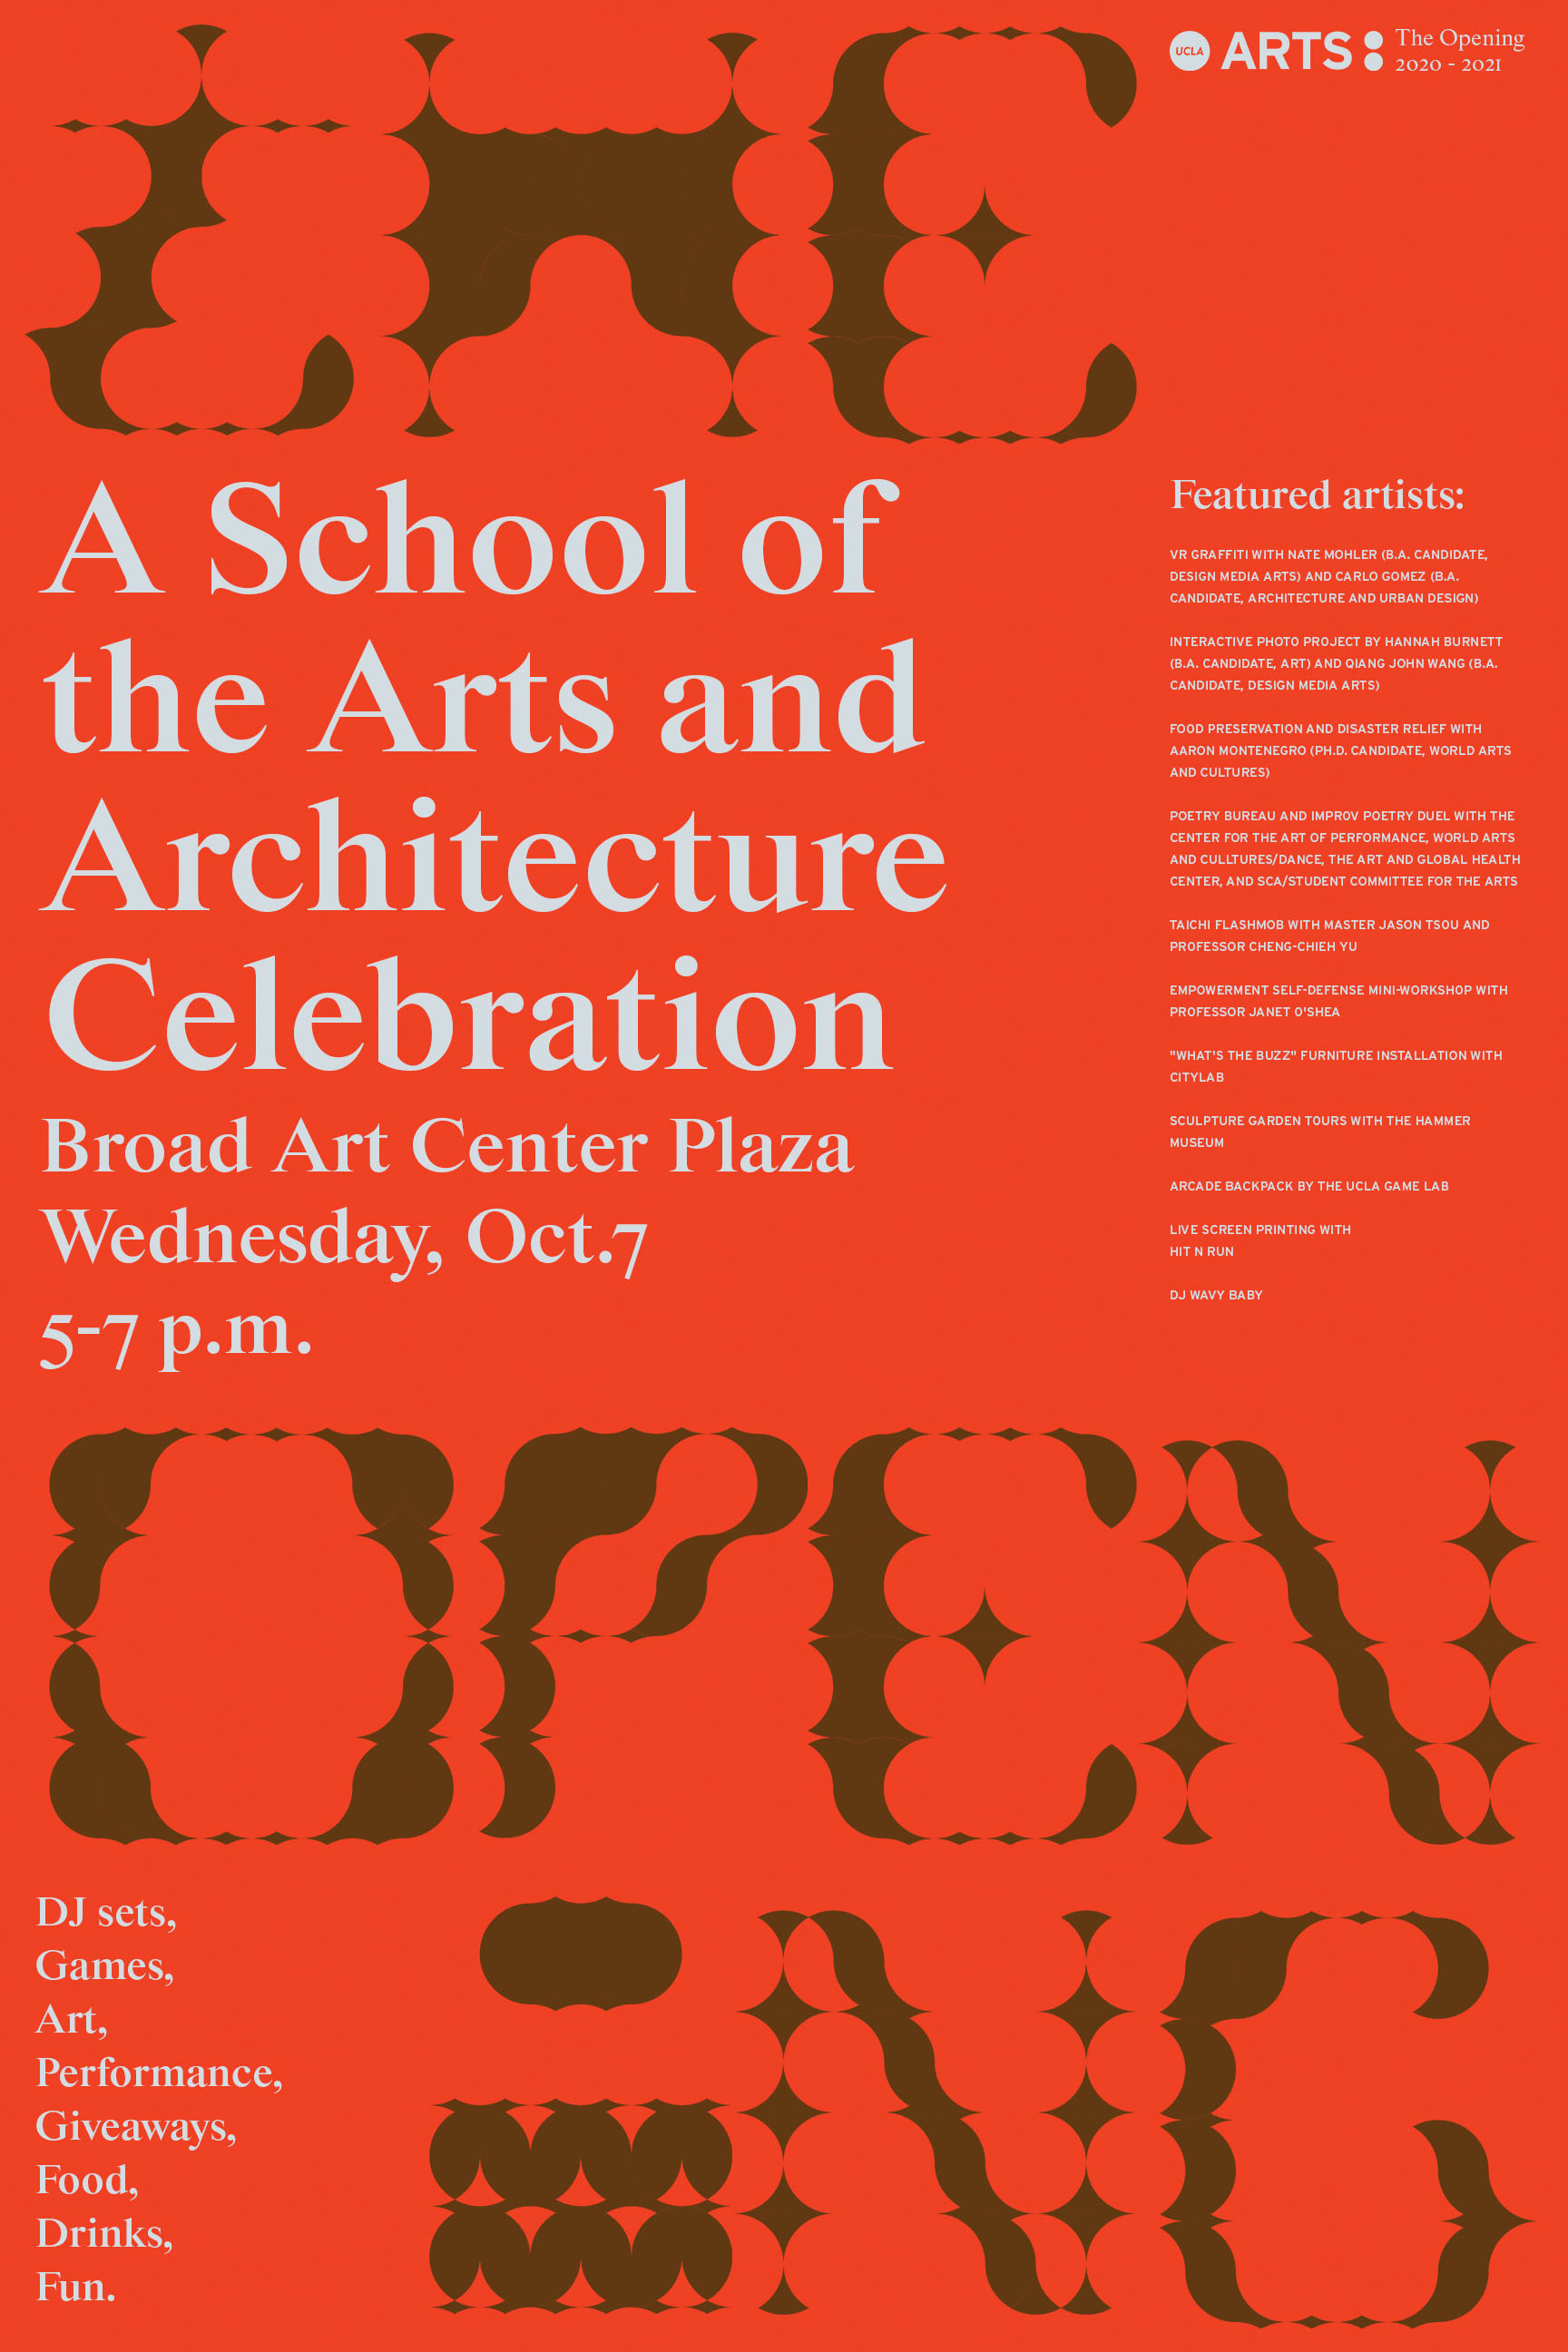 tHE
UCLA ARTS: The Opening
2020 - 2021
A School of
the Arts and
Architecture
Celebration
Broad Art Center Plaza
Wednesday, Oct.7
5-7 p.m.
Featured artists:
VR GRAFFITI WITH NATE MOHLER (B.A. CANDIDATE,
DESIGN MEDIA ARTS) AND CARLO GOMEZ (B.A.
CANDIDATE, ARCHITECTURE AND URBAN DESIGN)
INTERACTIVE PHOTO PROJECT BY HANNAH BURNETT
(B.A. CANDIDATE, ART) AND QIANG JOHN WANG (B.A.
CANDIDATE, DESIGN MEDIA ARTS)
FOOD PRESERVATION AND DISASTER RELIEF WITH
AARON MONTENEGRO (PH.D. CANDIDATE, WORLD ARTS
AND CULTURES)
POETRY BUREAU AND IMPROV POETRY DUEL WITH THE
CENTER FOR THE ART OF PERFORMANCE, WORLD ARTS
AND CULLTURES/DANCE, THE ART AND GLOBAL HEALTH
CENTER, AND SCA/STUDENT COMMITTEE FOR THE ARTS
TAICHI FLASHMOB WITH MASTER JASON TSOU AND
PROFESSOR CHENG-CHIEH YU
EMPOWERMENT SELF-DEFENSE MINI-WORKSHOP WITH
PROFESSOR JANET O'SHEA
"WHAT'S THE BUZZ" FURNITURE INSTALLATION WITH
CITYLAB
SCULPTURE GARDEN TOURS WITH THE HAMMER
MUSEUM
ARCADE BACKPACK BY THE UCLA GAME LAB
LIVE SCREEN PRINTING WITH
HIT N RUN
DJ WAVY BABY
OPEN
iNG
DJ sets,
Games,
Art,
Performance,
Giveaways,
Food,
Drinks,
Fun.